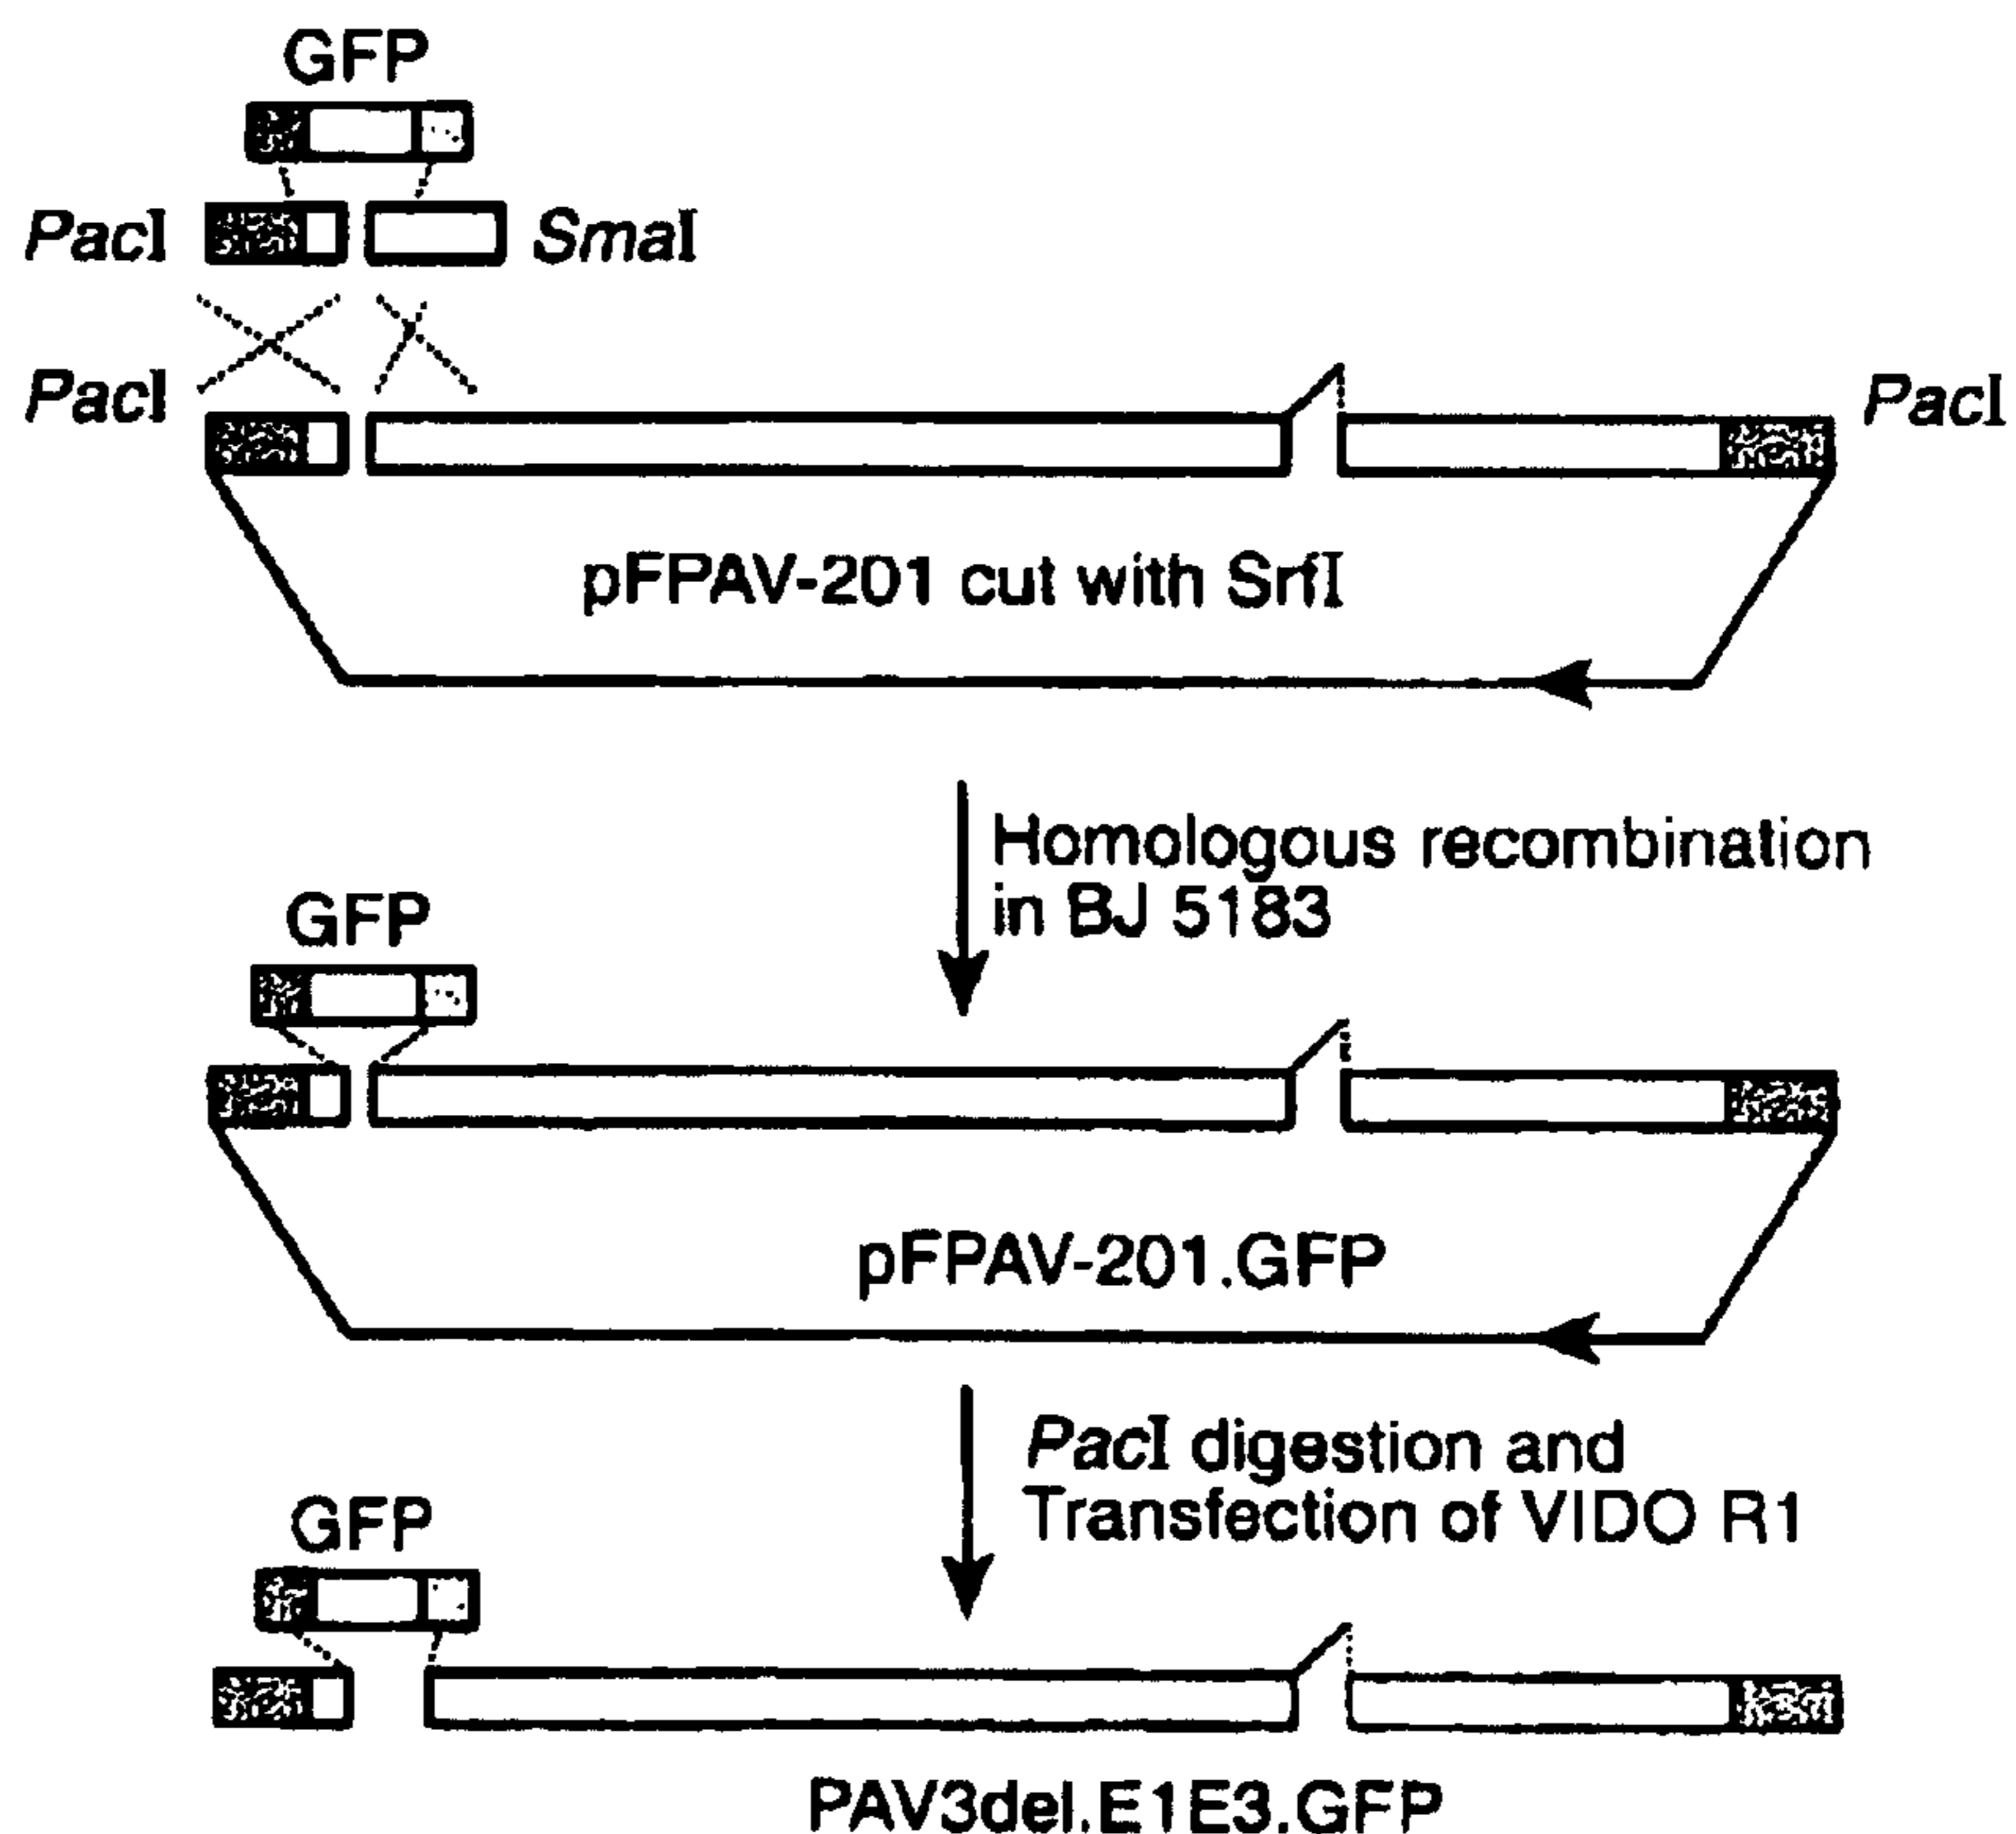 GFP
PacI
SmaI
PacI
PacI
pFPAV-201 cut with SrfI
Homologous recombination
in BJ 5183
GFP
pFPAV-201.GFP
PacI digestion and
Transfection of VIDO R1
GFP
PAV3del.E1E3.GFP